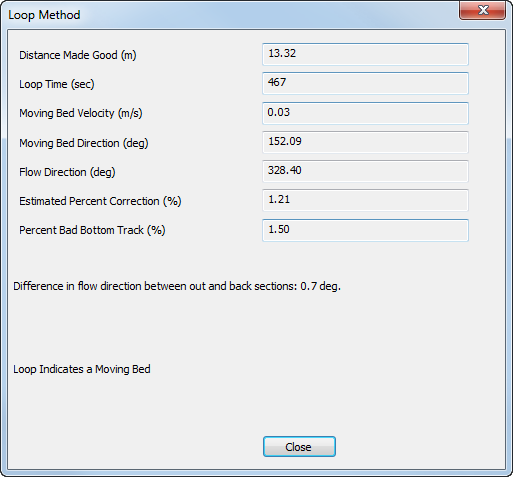 Loop Method
Distance Made Good (m) 13.32
Loop Time (sec) 467
Moving Bed Velocity (m/s) 0.03
Moving Bed Direction (deg) 152.09
Flow Direction (deg) 328.40
Estimated Percent Correction (%) 1.21
Percent Bad Bottom Track (%) 1.50
Difference in flow direction between out and back sections: 0.7 deg.
Loop Indicates a Moving Bed
Close